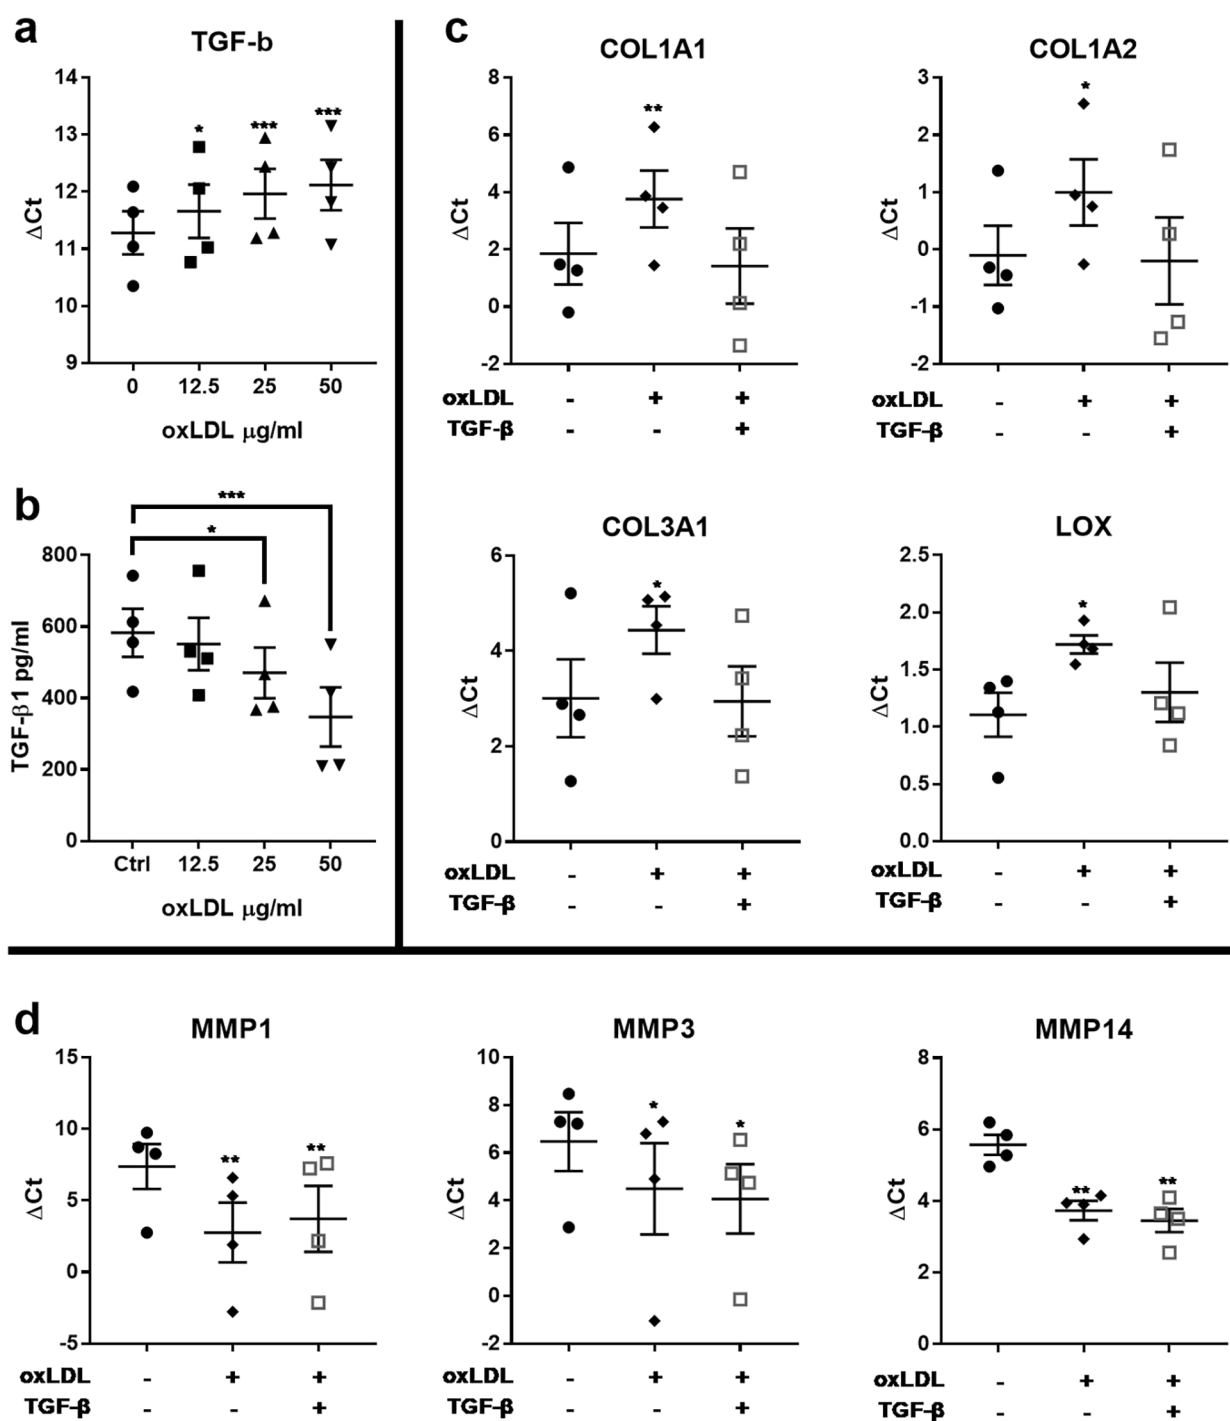 a
TGF-b
ΔCt
14
13
12
11
10
9
* *** ***
0 12.5 25 50
oxLDL µg/ml
b
*** 
*
TGF-β1 pg/ml
800
600
400
200
0
Ctrl 12.5 25 50
oxLDL µg/ml
c
COL1A1
ΔCt
8
6
4
2
0
-2
**
oxLDL - + +
TGF-β - - +
COL1A2
ΔCt
3
2
1
0
-1
-2
*
oxLDL - + +
TGF-β - - +
COL3A1
ΔCt
6
4
2
0
*
oxLDL - + +
TGF-β - - +
LOX
ΔCt
2.5
2.0
1.5
1.0
0.5
0.0
*
oxLDL - + +
TGF-β - - +
d
MMP1
ΔCt
15
10
5
0
-5
** **
oxLDL - + +
TGF-β - - +
MMP3
ΔCt
10
8
6
4
2
0
-2
* *
oxLDL - + +
TGF-β - - +
MMP14
ΔCt
8
6
4
2
0
** **
oxLDL - + +
TGF-β - - +